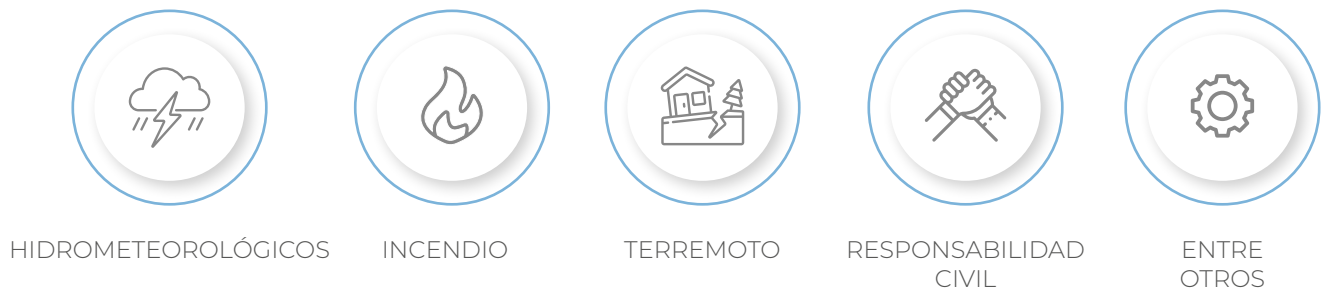 HIDROMETEOROLÓGICOS
INCENDIO
TERREMOTO
RESPONSABILIDAD
CIVIL
ENTRE
OTROS